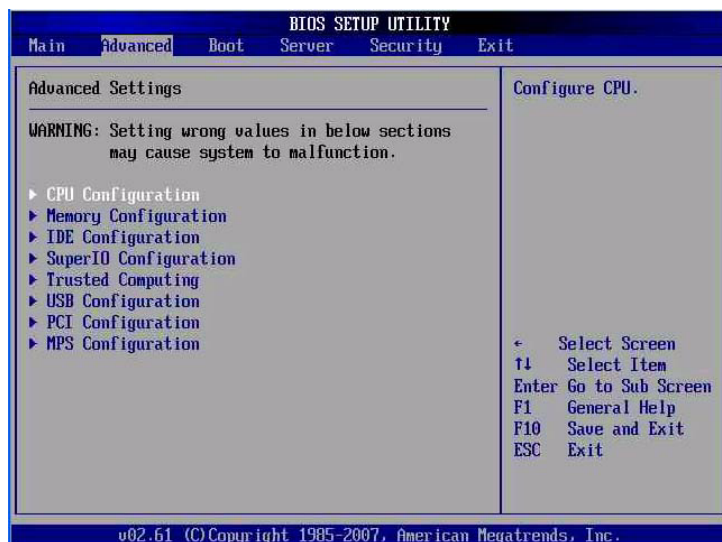 BIOS SETUP UTILITY
Main Advanced Boot Server Security Exit
Advanced Settings
WARNING: Setting wrong values in below sections
may cause system to malfunction.
▶ CPU Configuration
▶ Memory Configuration
▶ IDE Configuration
▶ SuperIO Configuration
▶ Trusted Computing
▶ USB Configuration
▶ PCI Configuration
▶ MPS Configuration
Configure CPU.
← Select Screen
↑↓ Select Item
Enter Go to Sub Screen
F1 General Help
F10 Save and Exit
ESC Exit
v02.61 (C)Copyright 1985-2007, American Megatrends, Inc.